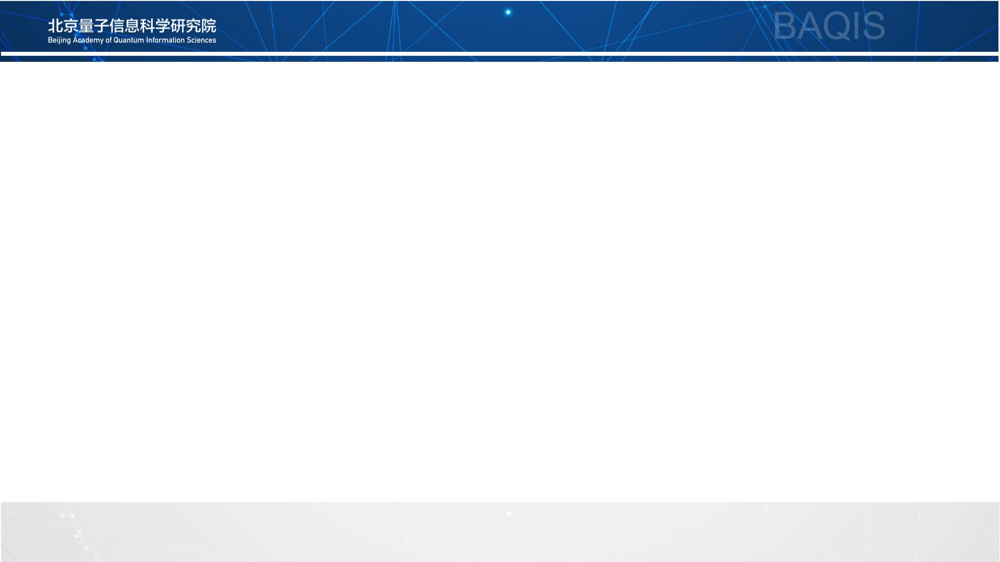 北京量子信息科学研究院
Beijing Academy of Quantum Information Sciences
BAQIS